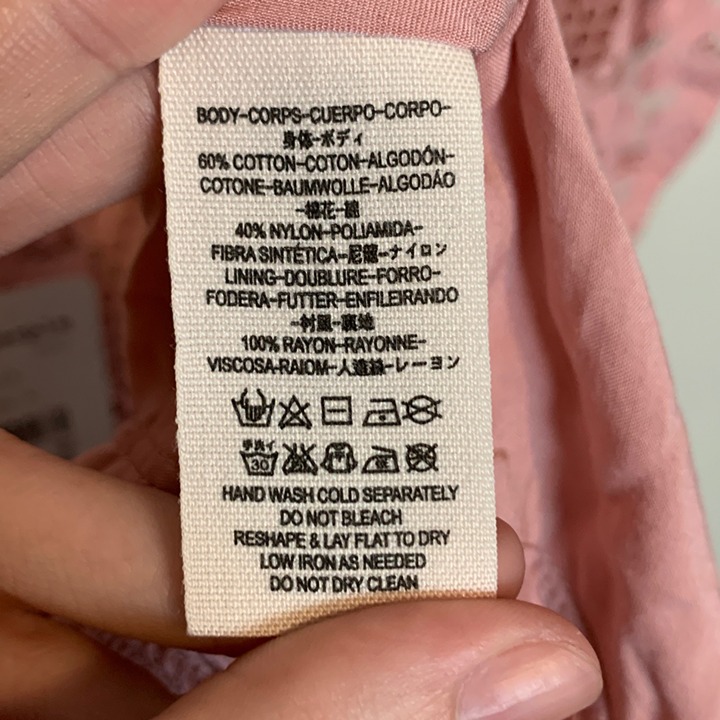 BODY-CORPS-CUERPO-CORPO-
身体-ボディ
60% COTTON-COTON-ALGODÓN-
COTONE-BAUMWOLLE-ALGODÃO
-棉花-綿
40% NYLON-POLIAMIDA-
FIBRA SINTÉTICA-尼龍-ナイロン
LINING-DOUBLURE-FORRO-
FODERA-FUTTER-ENFILEIRANDO
-衬里-裏地
100% RAYON-RAYONNE-
VISCOSA-RAIOM-人造絲-レーヨン
手洗イ
30
HAND WASH COLD SEPARATELY
DO NOT BLEACH
RESHAPE & LAY FLAT TO DRY
LOW IRON AS NEEDED
DO NOT DRY CLEAN